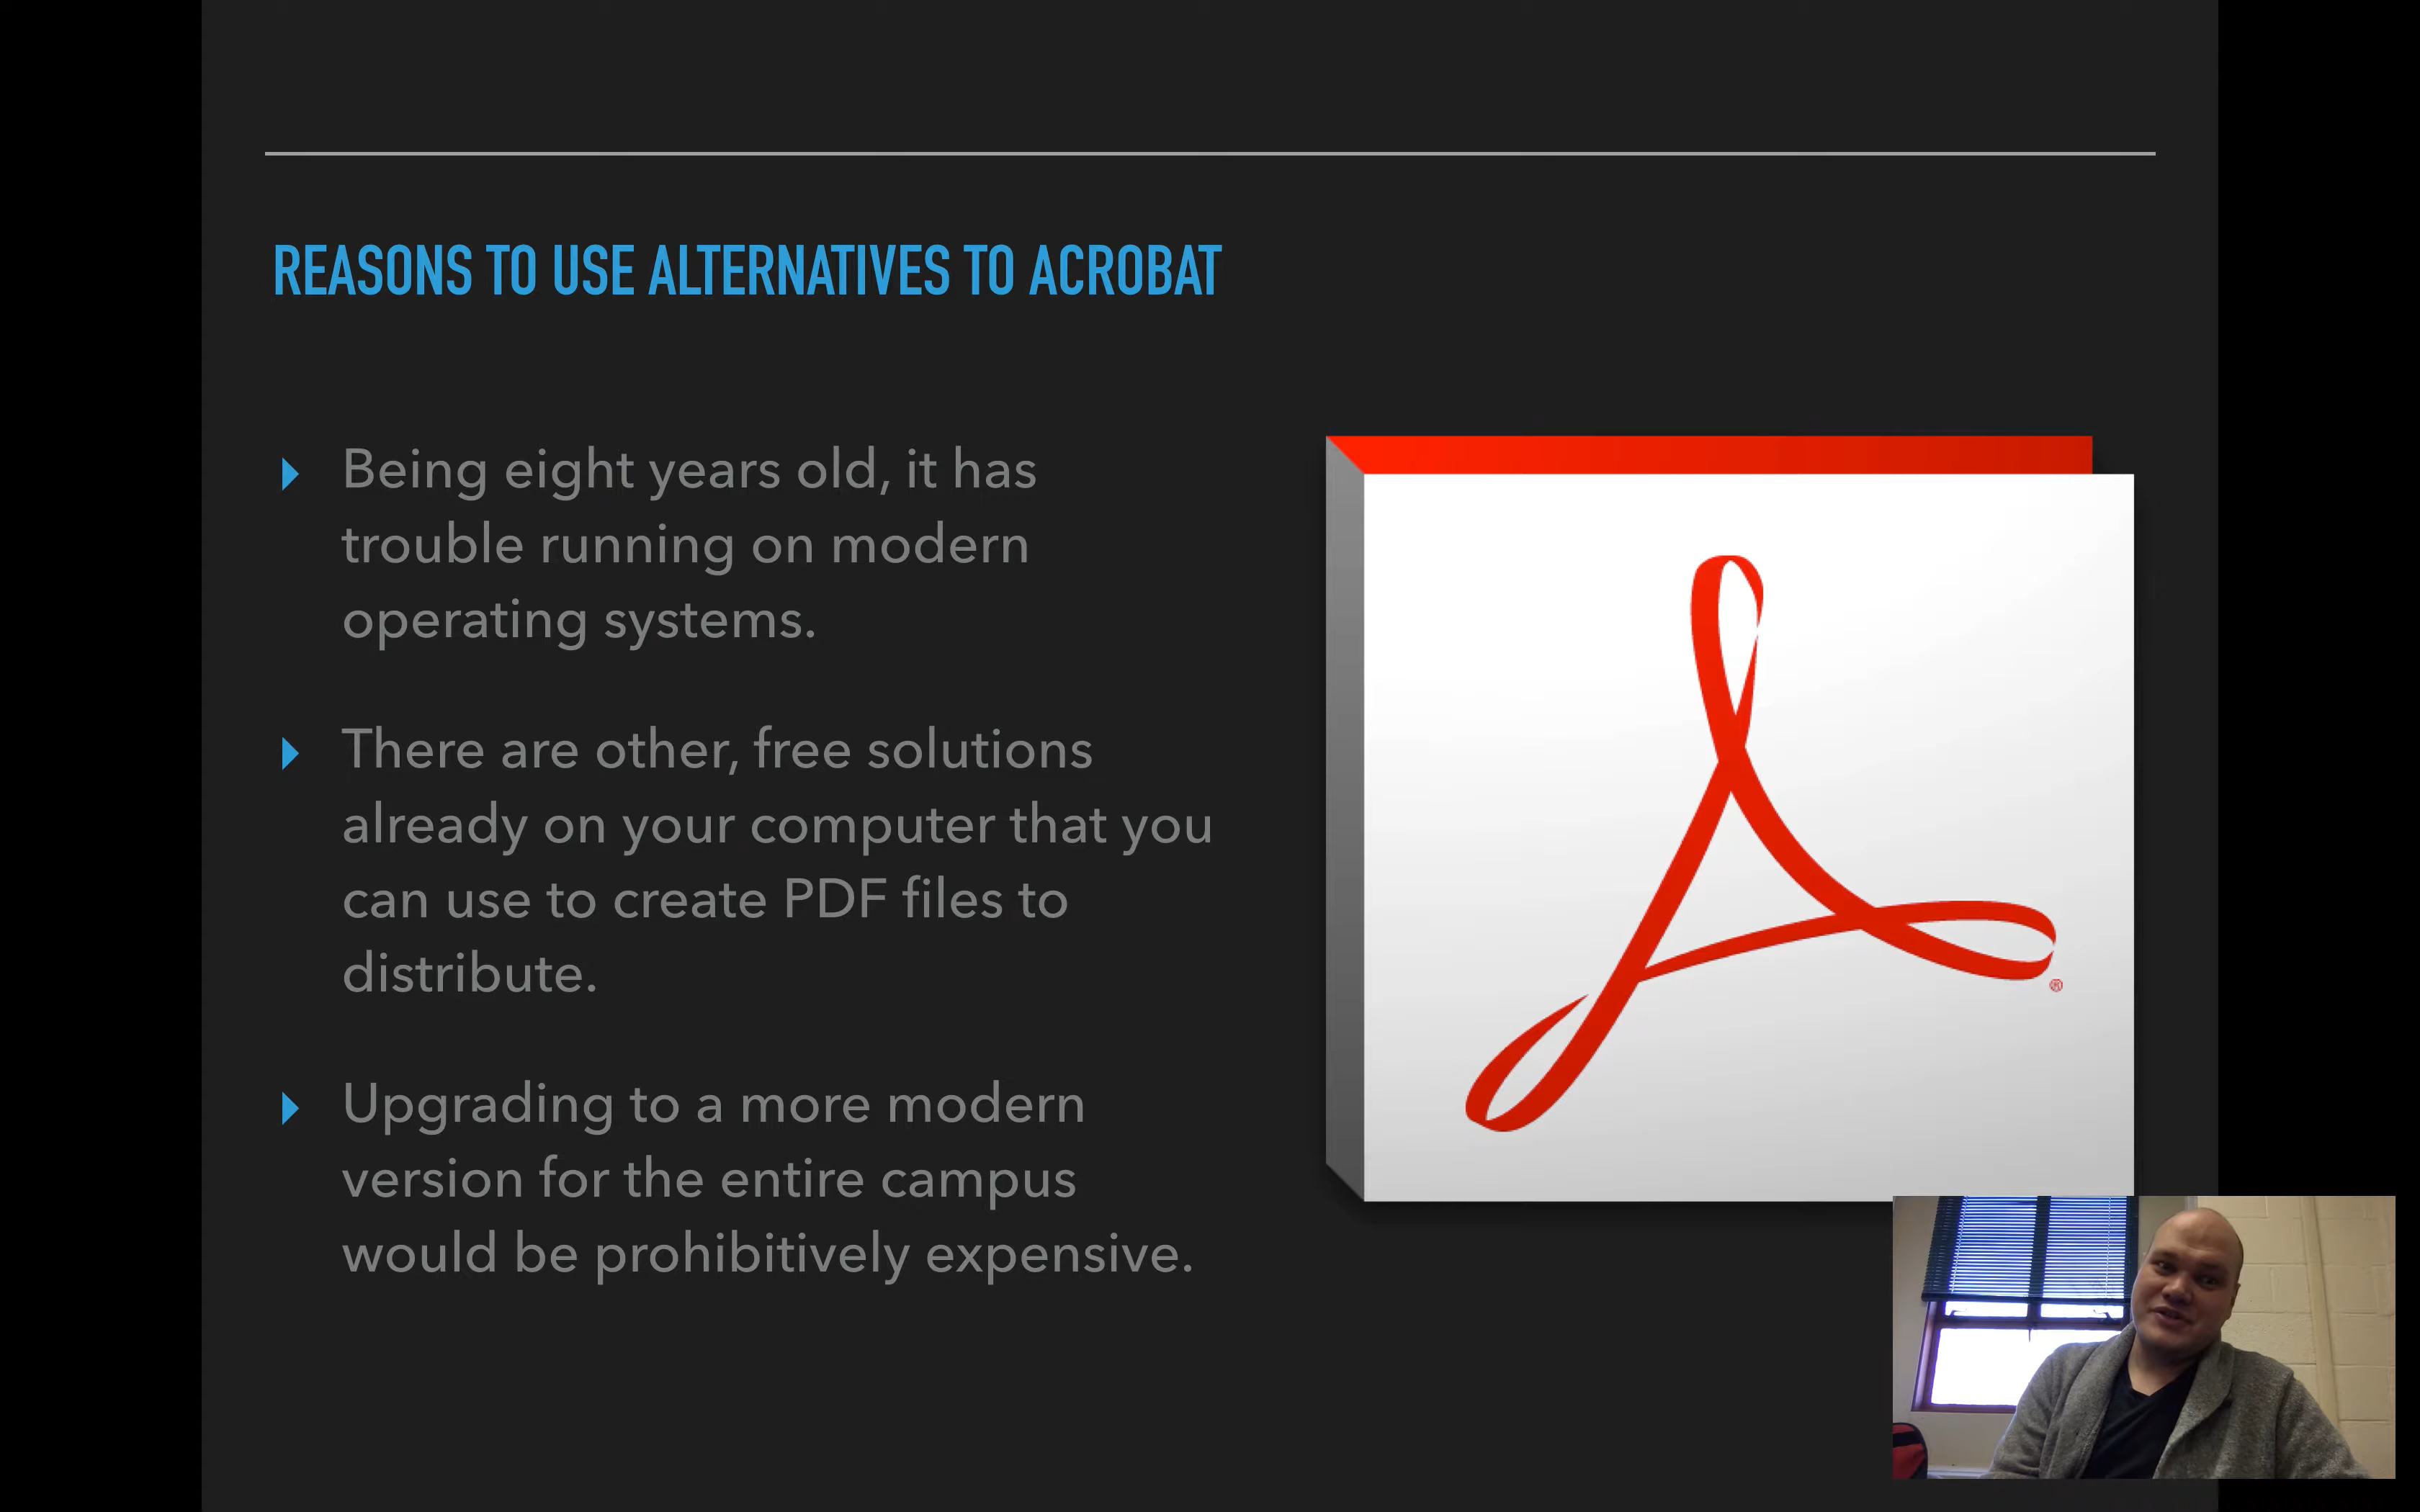 REASONS TO USE ALTERNATIVES TO ACROBAT
Being eight years old, it has
trouble running on modern
operating systems.
There are other, free solutions
already on your computer that you
can use to create PDF files to
distribute.
Upgrading to a more modern
version for the entire campus
would be prohibitively expensive.
®